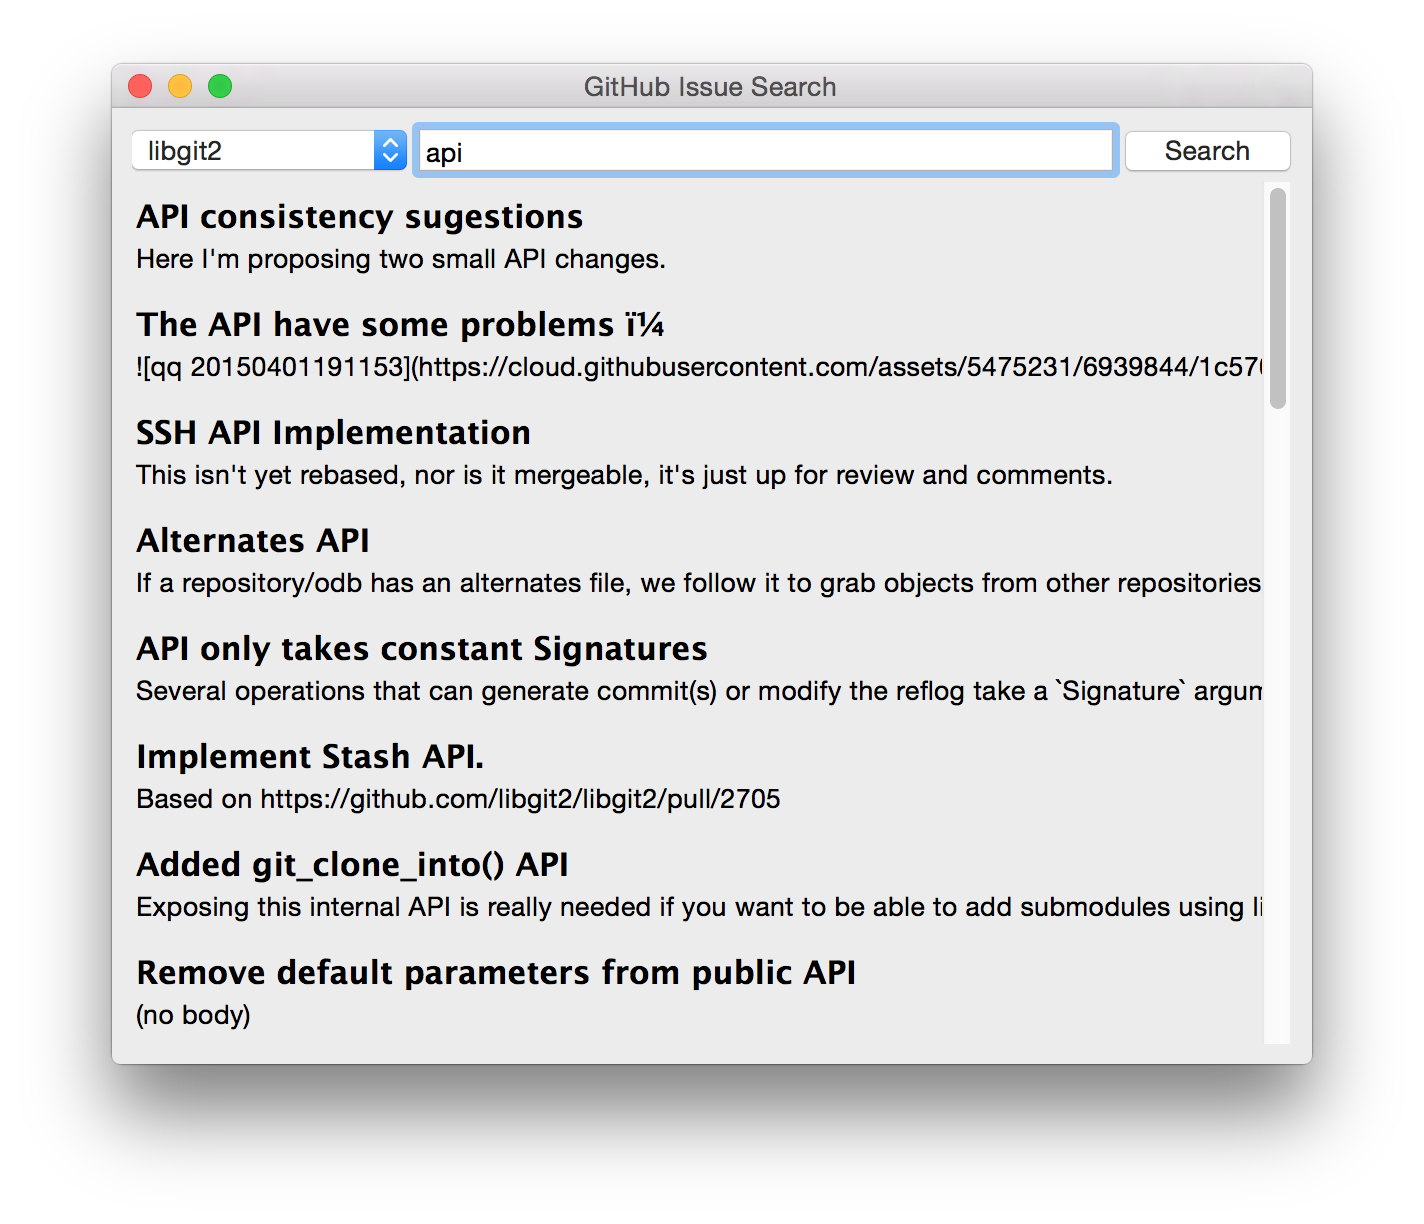 GitHub Issue Search
libgit2
api
Search
API consistency sugestions
Here I'm proposing two small API changes.
The API have some problems ï¼
![qq 20150401191153](https://cloud.githubusercontent.com/assets/5475231/6939844/1c570
SSH API Implementation
This isn't yet rebased, nor is it mergeable, it's just up for review and comments.
Alternates API
If a repository/odb has an alternates file, we follow it to grab objects from other repositories
API only takes constant Signatures
Several operations that can generate commit(s) or modify the reflog take a `Signature` argum
Implement Stash API.
Based on https://github.com/libgit2/libgit2/pull/2705
Added git_clone_into() API
Exposing this internal API is really needed if you want to be able to add submodules using li
Remove default parameters from public API
(no body)